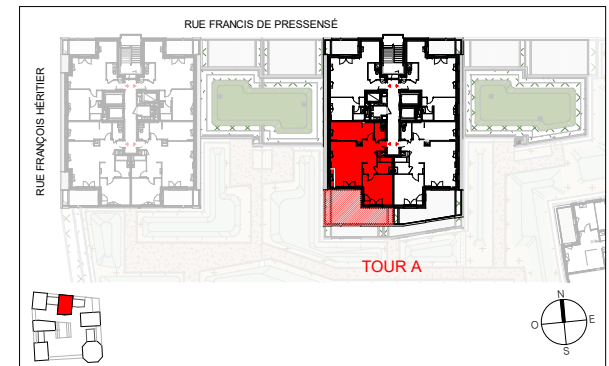 RUE FRANCIS DE PRESSENSÉ
RUE FRANÇOIS HÉRITIER
TOUR A
N
O
E
S